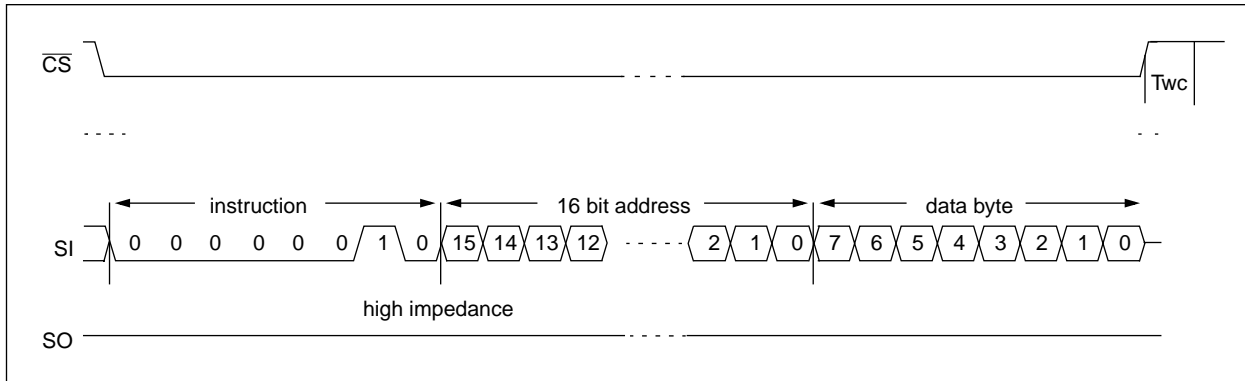 CS
Twc
instruction 16 bit address data byte
SI 0 0 0 0 0 0 1 0 15 14 13 12 2 1 0 7 6 5 4 3 2 1 0
high impedance
SO